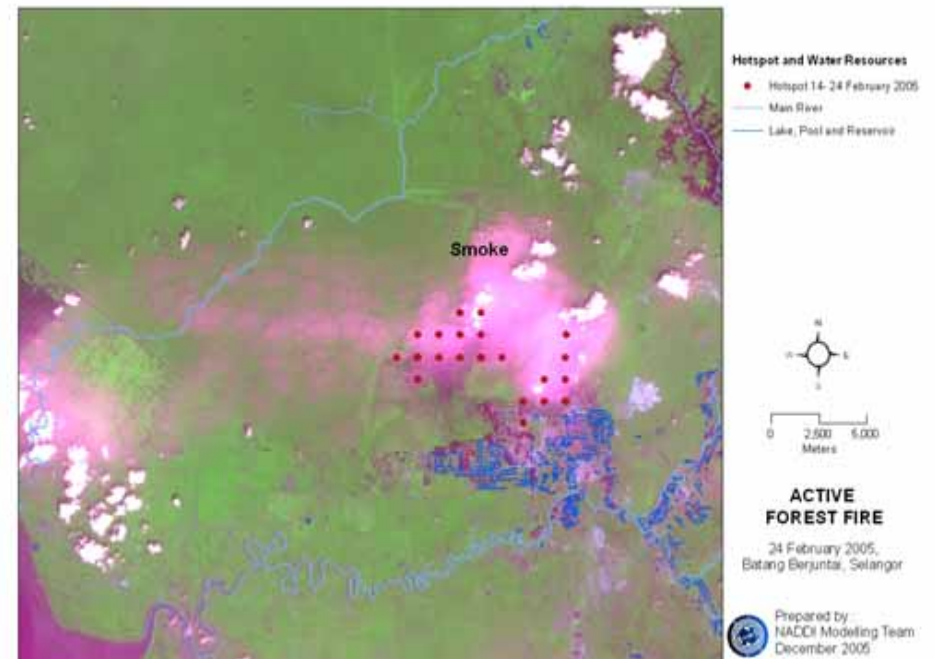 Smoke
Hotspot and Water Resources
Hotspot 14- 24 February 2005
Main River
Lake, Pool and Reservoir
N
W
E
S
0 2,500 5,000
Meters
ACTIVE
FOREST FIRE
24 February 2005,
Batang Berjuntai, Selangor
Prepared by :
NADDI Modelling Team
December 2005